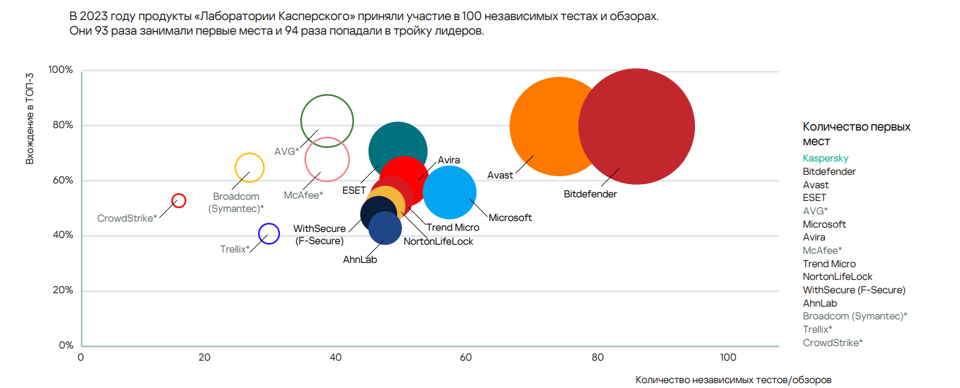 В 2023 году продукты «Лаборатории Касперского» приняли участие в 100 независимых тестах и обзорах.
Они 93 раза занимали первые места и 94 раза попадали в тройку лидеров.
Вхождение в ТОП-3
100%
80%
60%
40%
20%
0%
0
20
40
60
80
100
Количество независимых тестов/обзоров
AVG*
McAfee*
Broadcom
(Symantec)*
CrowdStrike*
Trellix*
ESET
Avira
Avast
Bitdefender
Microsoft
Trend Micro
NortonLifeLock
WithSecure
(F-Secure)
AhnLab
Количество первых
мест
Kaspersky
Bitdefender
Avast
ESET
AVG*
Microsoft
Avira
McAfee*
Trend Micro
NortonLifeLock
WithSecure (F-Secure)
AhnLab
Broadcom (Symantec)*
Trellix*
CrowdStrike*